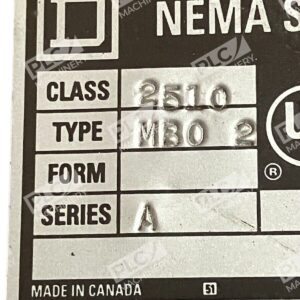 NEMA S
CLASS 2510
TYPE MBO 2
FORM
®
SERIES A
MADE IN CANADA 51